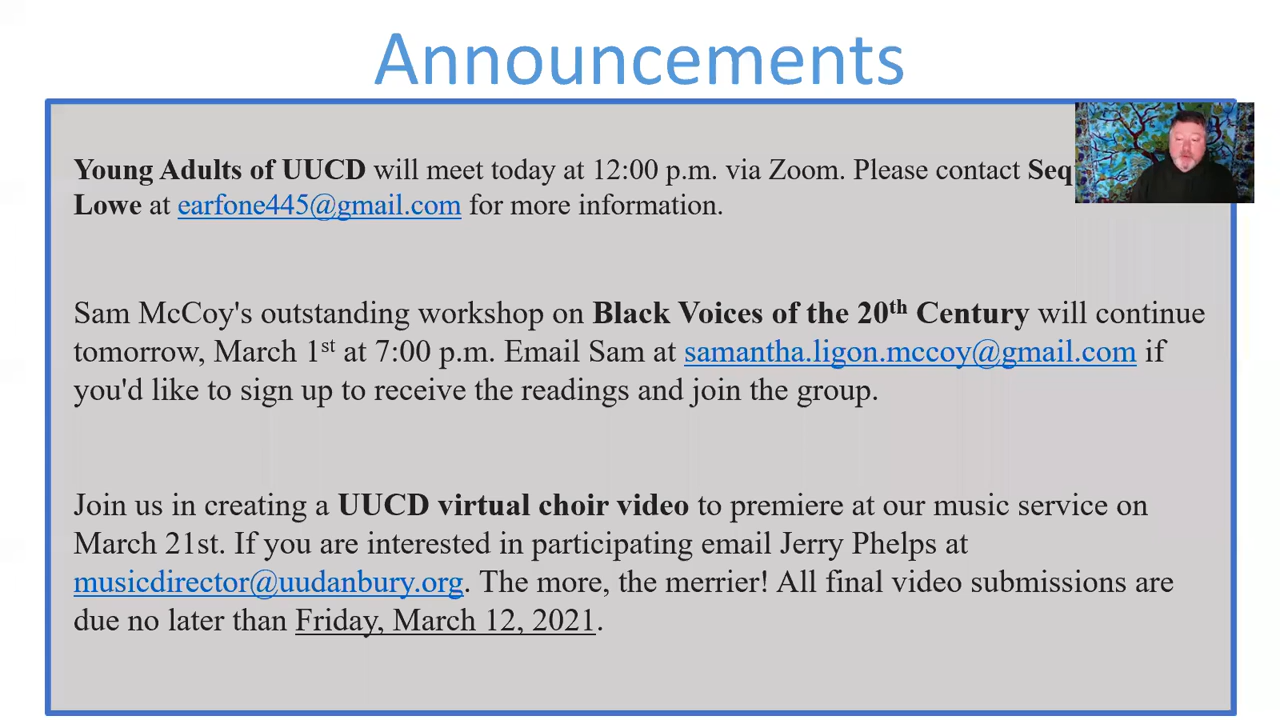 Announcements
Young Adults of UUCD will meet today at 12:00 p.m. via Zoom. Please contact
Lowe at earfone445@gmail.com for more information.
Sam McCoy's outstanding workshop on Black Voices of the 20th Century will continue
tomorrow, March 1st at 7:00 p.m. Email Sam at samantha.ligon.mccoy@gmail.com if
you'd like to sign up to receive the readings and join the group.
Join us in creating a UUCD virtual choir video to premiere at our music service on
March 21st. If you are interested in participating email Jerry Phelps at
musicdirector@uudanbury.org. The more, the merrier! All final video submissions are
due no later than Friday, March 12, 2021.